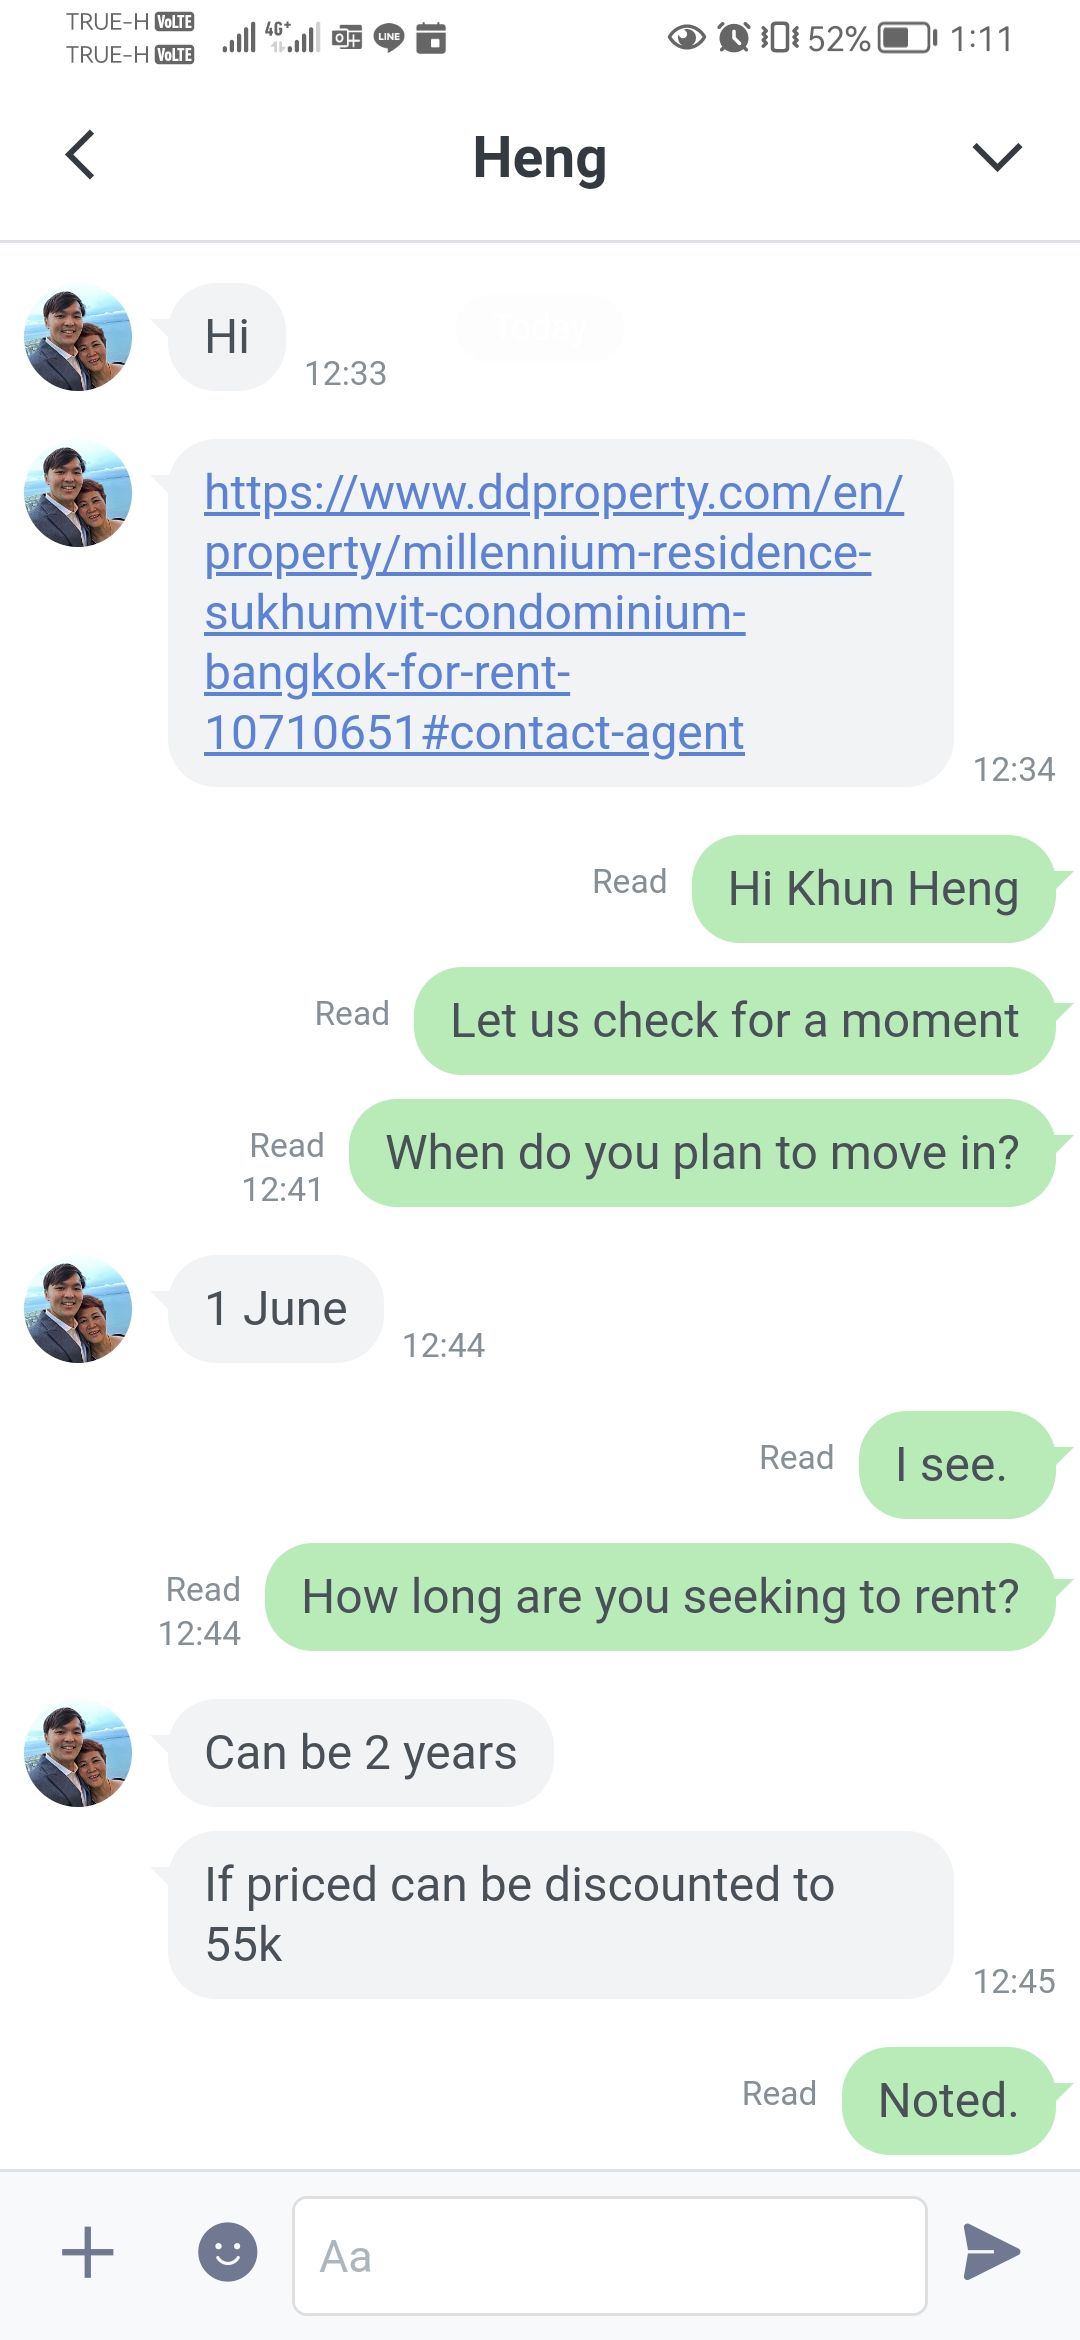 TRUE-H VoLTE
TRUE-H VoLTE
4G+
LINE
52%
1:11
Heng
Today
Hi
12:33
https://www.ddproperty.com/en/
property/millennium-residence-
sukhumvit-condominium-
bangkok-for-rent-
10710651#contact-agent
12:34
Read
Hi Khun Heng
Read
Let us check for a moment
Read
12:41
When do you plan to move in?
1 June
12:44
Read
I see.
Read
12:44
How long are you seeking to rent?
Can be 2 years
If priced can be discounted to
55k
12:45
Read
Noted.
Aa